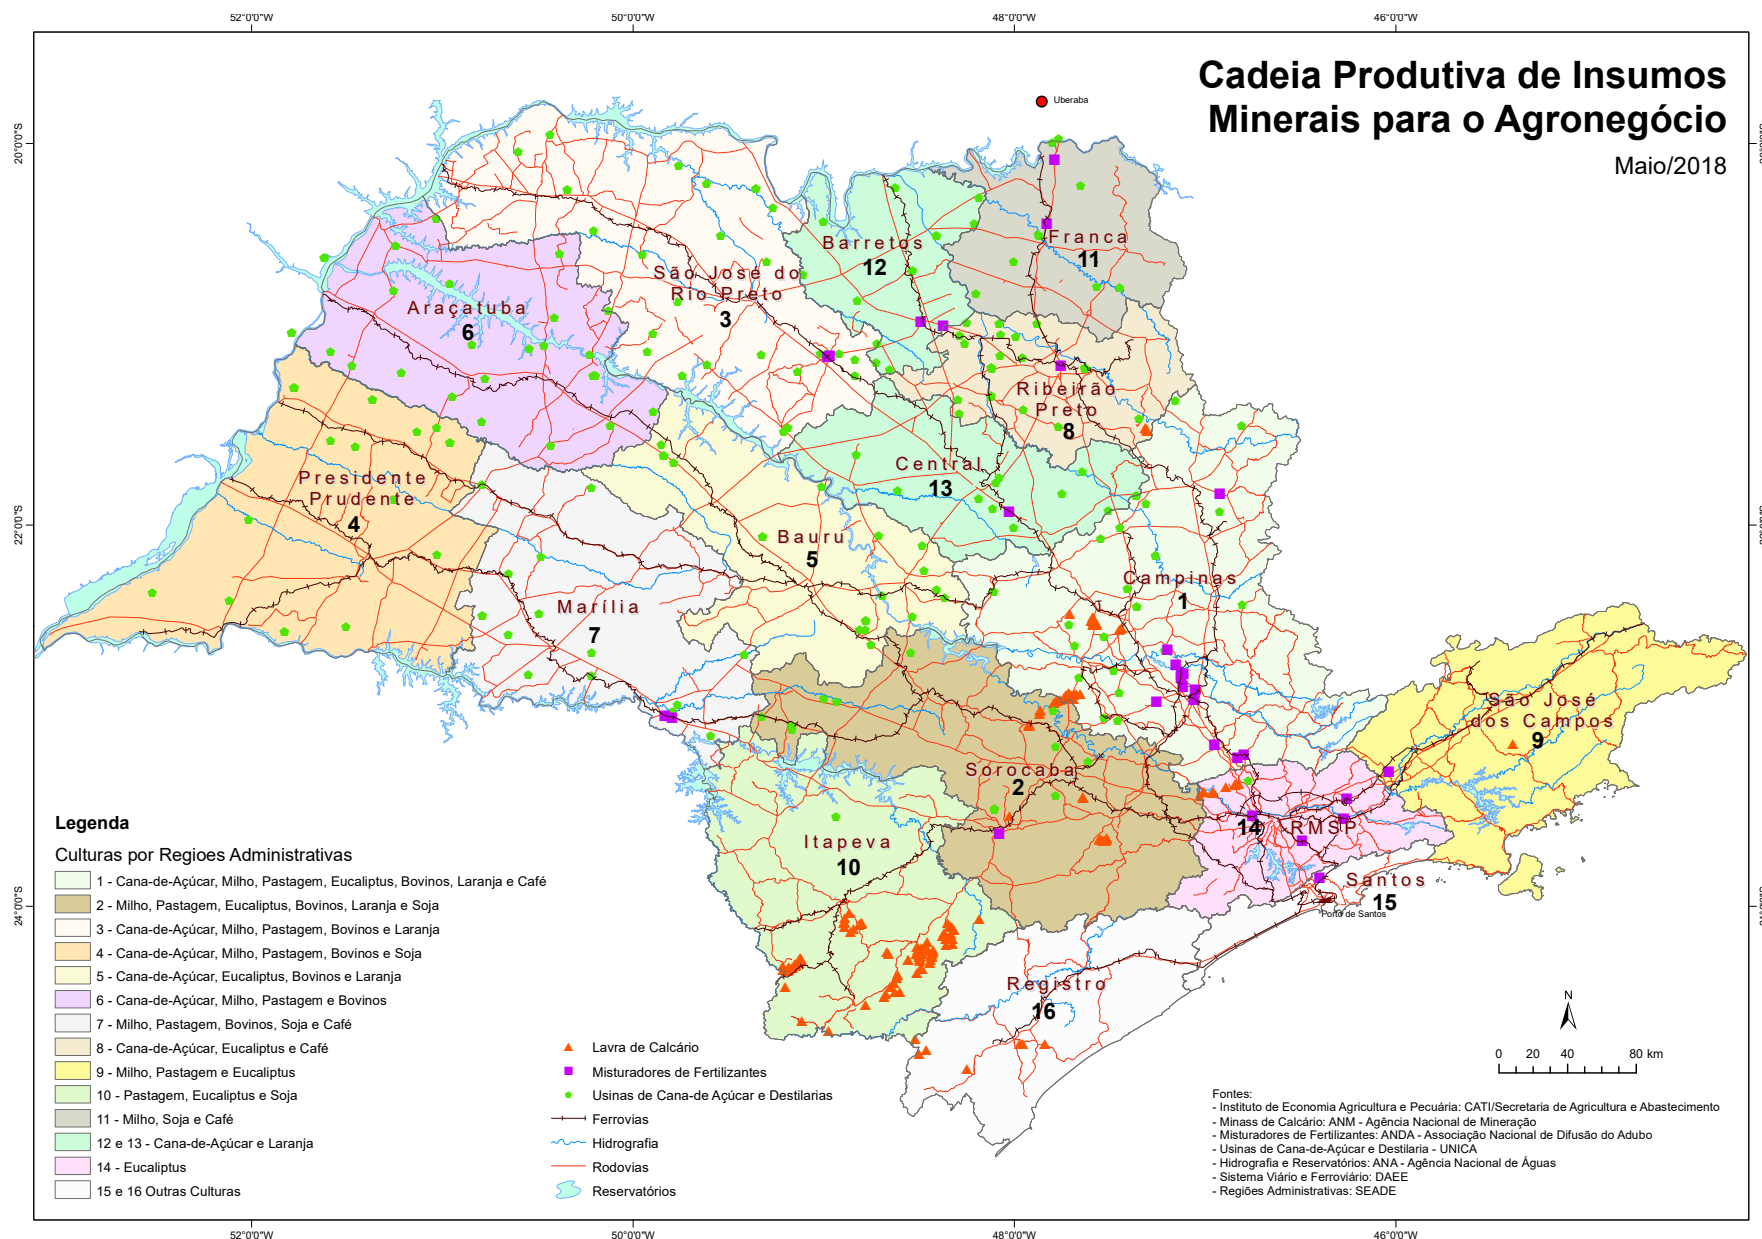 52°0'0"W
50°0'0"W
48°0'0"W
46°0'0"W
Cadeia Produtiva de Insumos
Minerais para o Agronegócio
Maio/2018
Uberaba
20°0'0"S
22°0'0"S
24°0'0"S
Barretos
12
Franca
11
São José do
Rio Preto
3
Araçatuba
6
Ribeirão
Preto
8
Central
13
Presidente
Prudente
4
Bauru
5
Campinas
1
Marília
7
São José
dos Campos
9
Sorocaba
2
14
RMSP
Itapeva
10
Santos
15
Porto de Santos
Registro
16
Legenda
Culturas por Regioes Administrativas
1 - Cana-de-Açúcar, Milho, Pastagem, Eucaliptus, Bovinos, Laranja e Café
2 - Milho, Pastagem, Eucaliptus, Bovinos, Laranja e Soja
3 - Cana-de-Açúcar, Milho, Pastagem, Bovinos e Laranja
4 - Cana-de-Açúcar, Milho, Pastagem, Bovinos e Soja
5 - Cana-de-Açúcar, Eucaliptus, Bovinos e Laranja
6 - Cana-de-Açúcar, Milho, Pastagem e Bovinos
7 - Milho, Pastagem, Bovinos, Soja e Café
8 - Cana-de-Açúcar, Eucaliptus e Café
9 - Milho, Pastagem e Eucaliptus
10 - Pastagem, Eucaliptus e Soja
11 - Milho, Soja e Café
12 e 13 - Cana-de-Açúcar e Laranja
14 - Eucaliptus
15 e 16 Outras Culturas
Lavra de Calcário
Misturadores de Fertilizantes
Usinas de Cana-de Açúcar e Destilarias
Ferrovias
Hidrografia
Rodovias
Reservatórios
N
0 20 40 80 km
Fontes:
- Instituto de Economia Agricultura e Pecuária: CATI/Secretaria de Agricultura e Abastecimento
- Minass de Calcário: ANM - Agência Nacional de Mineração
- Misturadores de Fertilizantes: ANDA - Associação Nacional de Difusão do Adubo
- Usinas de Cana-de-Açúcar e Destilaria - UNICA
- Hidrografia e Reservatórios: ANA - Agência Nacional de Águas
- Sistema Viário e Ferroviário: DAEE
- Regiões Administrativas: SEADE
52°0'0"W
50°0'0"W
48°0'0"W
46°0'0"W